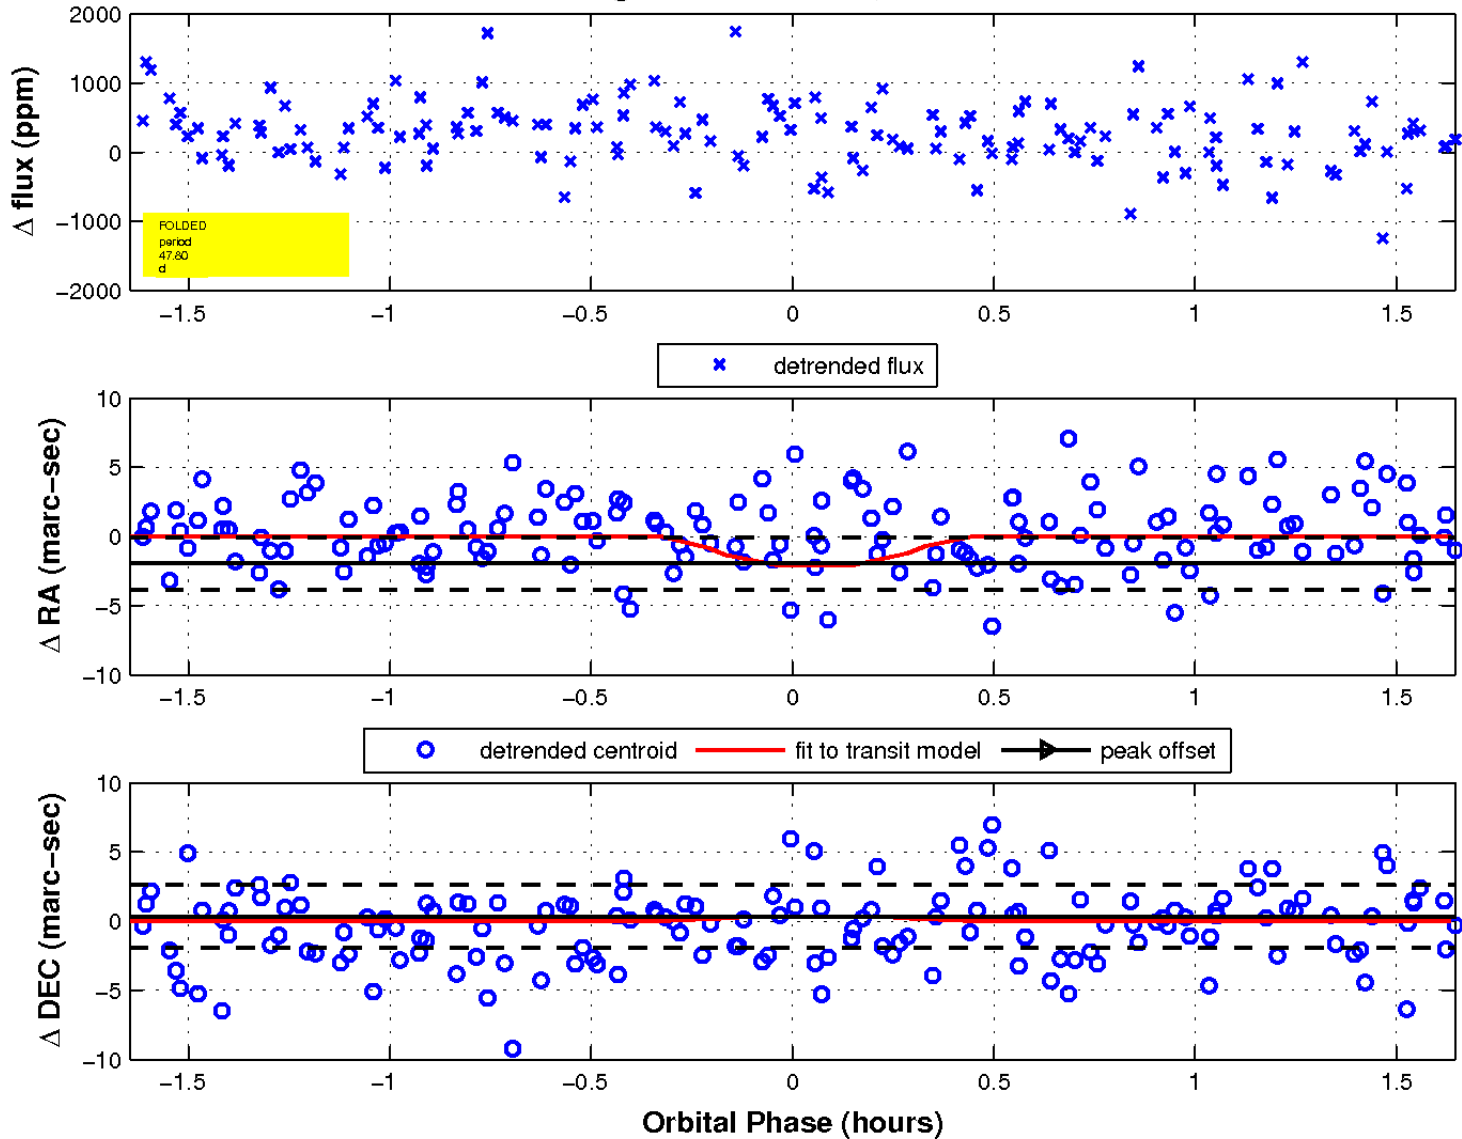 2000
1000
0
−1000
−2000
Δ flux (ppm)
FOLDED
period
47.80
d
−1.5 −1 −0.5 0 0.5 1 1.5
detrended flux
10
5
0
−5
−10
Δ RA (marc−sec)
−1.5 −1 −0.5 0 0.5 1 1.5
detrended centroid fit to transit model peak offset
10
5
0
−5
−10
Δ DEC (marc−sec)
−1.5 −1 −0.5 0 0.5 1 1.5
Orbital Phase (hours)